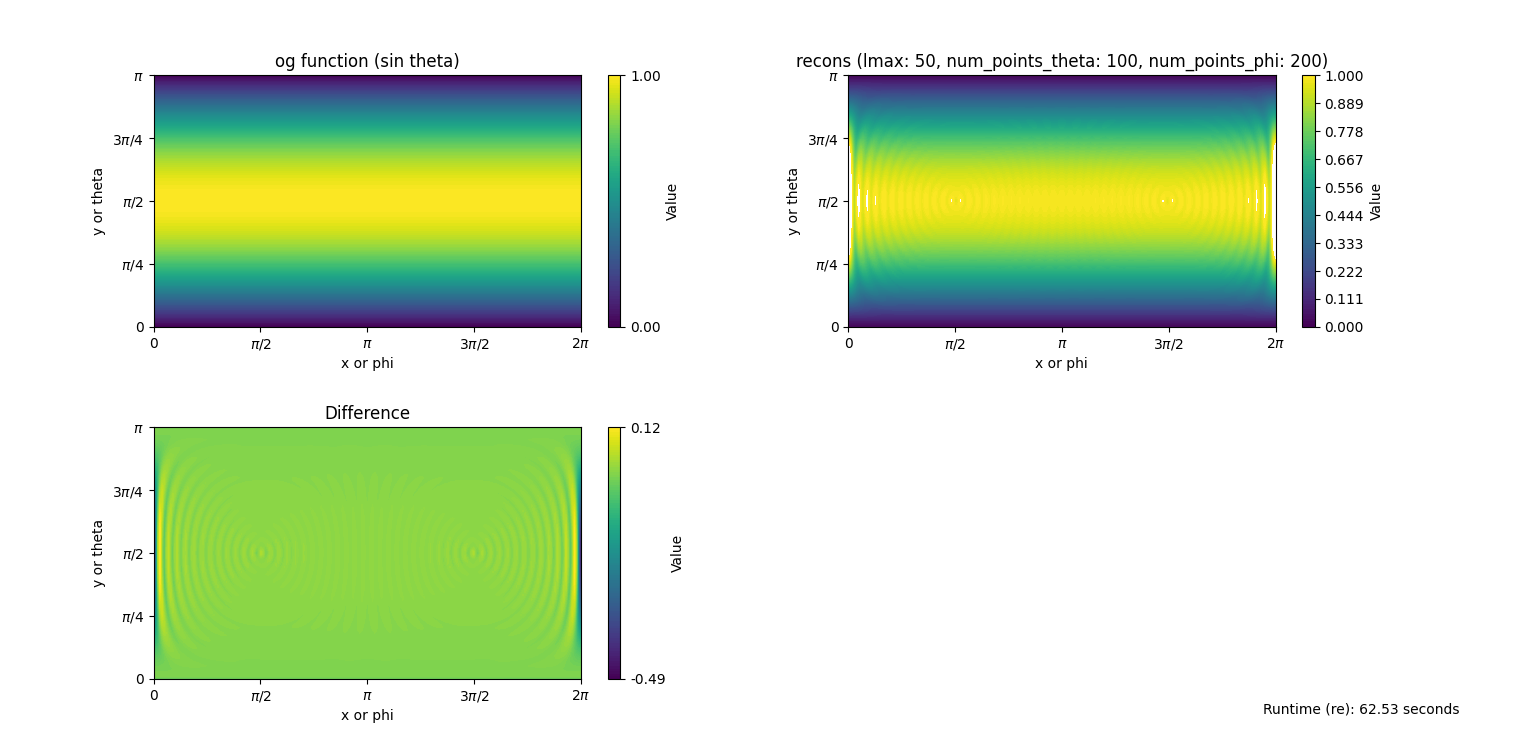 og function (sin theta)
π
3π/4
π/2
π/4
0
y or theta
0
π/2
π
3π/2
2π
x or phi
1.00
0.00
Value
recons (lmax: 50, num_points_theta: 100, num_points_phi: 200)
π
3π/4
π/2
π/4
0
y or theta
0
π/2
π
3π/2
2π
x or phi
1.000
0.889
0.778
0.667
0.556
0.444
0.333
0.222
0.111
0.000
Value
Difference
π
3π/4
π/2
π/4
0
y or theta
0
π/2
π
3π/2
2π
x or phi
0.12
-0.49
Value
Runtime (re): 62.53 seconds